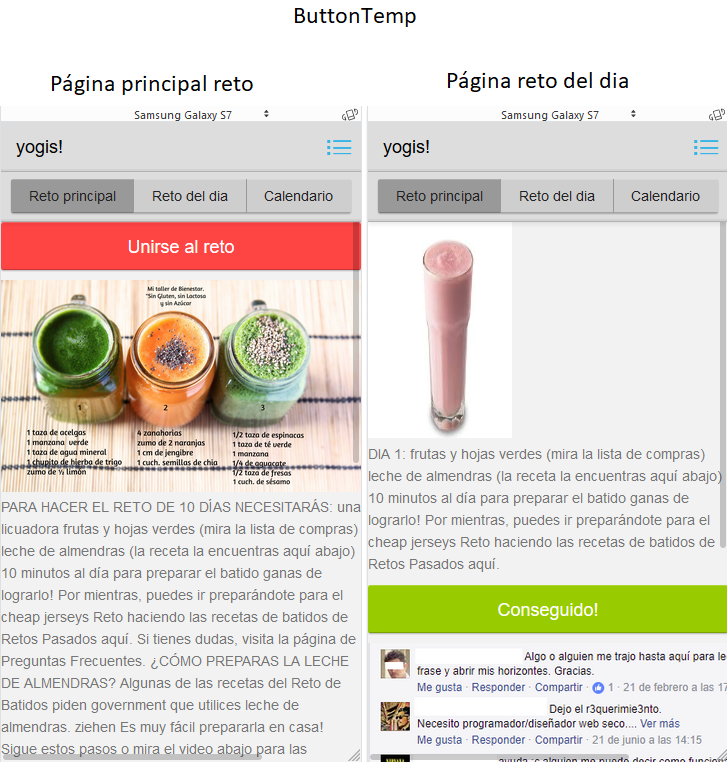 ButtonTemp
Página principal reto
Samsung Galaxy S7
yogis!
Reto principal
Reto del dia
Calendario
Unirse al reto
Mi taller de Bienestar.
"Sin Gluten, sin Lactosa
y sin Azúcar
1
1 taza de acelgas
1 manzana verde
1 taza de agua mineral
1 chupito de hierba de trigo
zumo de ½ limón
2
4 zanahorias
zumo de 2 naranjas
1 cm de jengibre
1 cuch. semillas de chia
3
1/2 taza de espinacas
1 taza de té verde
1 manzana
1/4 de aguacate
1/2 taza de fresas
1 cuch. de sésamo
PARA HACER EL RETO DE 10 DÍAS NECESITARÁS: una
licuadora frutas y hojas verdes (mira la lista de compras)
leche de almendras (la receta la encuentras aquí abajo)
10 minutos al día para preparar el batido ganas de
lograrlo! Por mientras, puedes ir preparándote para el
cheap jerseys Reto haciendo las recetas de batidos de
Retos Pasados aquí. Si tienes dudas, visita la página de
Preguntas Frecuentes. ¿CÓMO PREPARAS LA LECHE
DE ALMENDRAS? Algunas de las recetas del Reto de
Batidos piden government que utilices leche de
almendras. ziehen Es muy fácil prepararla en casa!
Sigue estos pasos o mira el video abajo para las
Página reto del dia
Samsung Galaxy S7
yogis!
Reto principal
Reto del dia
Calendario
DIA 1: frutas y hojas verdes (mira la lista de compras)
leche de almendras (la receta la encuentras aquí abajo)
10 minutos al día para preparar el batido ganas de
lograrlo! Por mientras, puedes ir preparándote para el
cheap jerseys Reto haciendo las recetas de batidos de
Retos Pasados aquí.
Conseguido!
Algo o alguien me trajo hasta aquí para le
frase y abrir mis horizontes. Gracias.
Me gusta · Responder · Compartir · 1 · 21 de febrero a las 17
Dejo el r3querimie3nto.
Necesito programador/diseñador web seco.... Ver más
Me gusta · Responder · Compartir · 21 de junio a las 14:15
ayuda :c alguien me puede decir como funcio